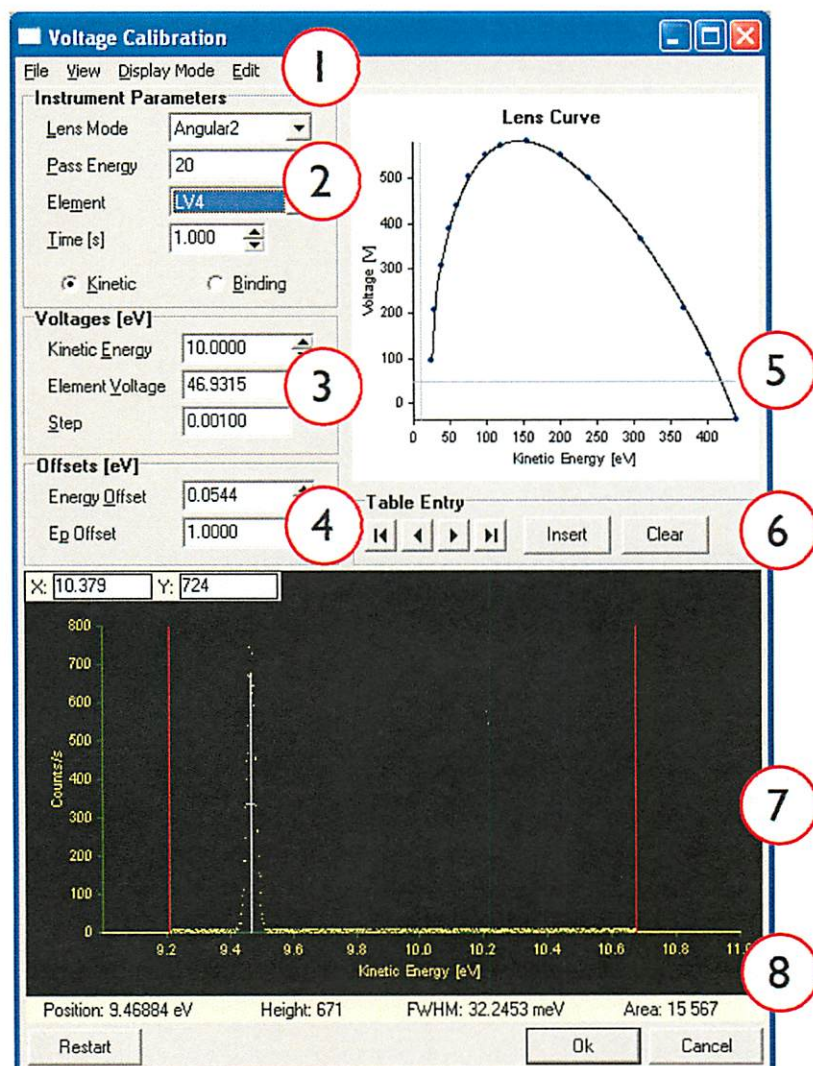 Voltage Calibration
File View Display Mode Edit
1
Instrument Parameters
Lens Mode Angular2
Pass Energy 20
2
Element LV4
Time [s] 1.000
Kinetic Binding
Voltages [eV]
Kinetic Energy 10.0000
Element Voltage 46.9315
3
Step 0.00100
Offsets [eV]
Energy Offset 0.0544
4
Ep Offset 1.0000
Lens Curve
Voltage [V]
500
400
300
200
100
0
0 50 100 150 200 250 300 350 400
Kinetic Energy [eV]
5
Table Entry
Insert Clear
6
X: 10.379 Y: 724
Counts/s
800
700
600
500
400
300
200
100
0
9.2 9.4 9.6 9.8 10.0 10.2 10.4 10.6 10.8 11.0
Kinetic Energy [eV]
7
8
Position: 9.46884 eV Height: 671 FWHM: 32.2453 meV Area: 15 567
Restart Ok Cancel